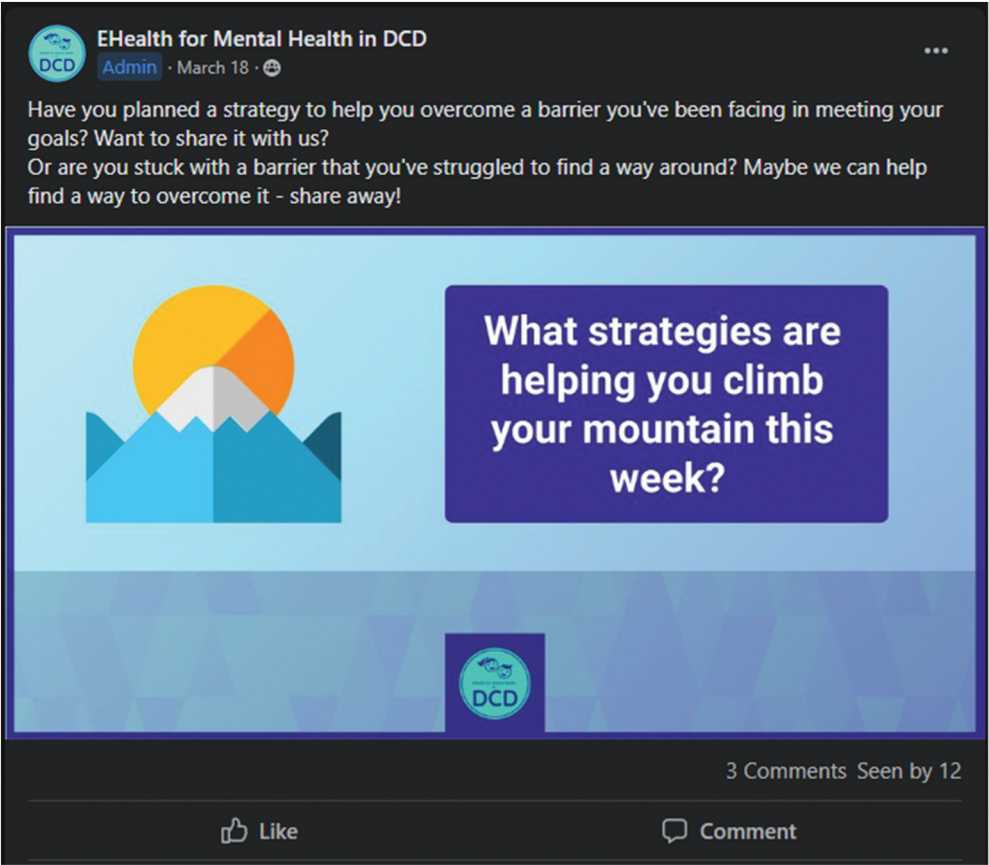 EHealth for Mental Health in DCD
Admin · March 18 ·
Have you planned a strategy to help you overcome a barrier you've been facing in meeting your
goals? Want to share it with us?
Or are you stuck with a barrier that you've struggled to find a way around? Maybe we can help
find a way to overcome it - share away!
What strategies are
helping you climb
your mountain this
week?
DCD
3 Comments Seen by 12
Like Comment